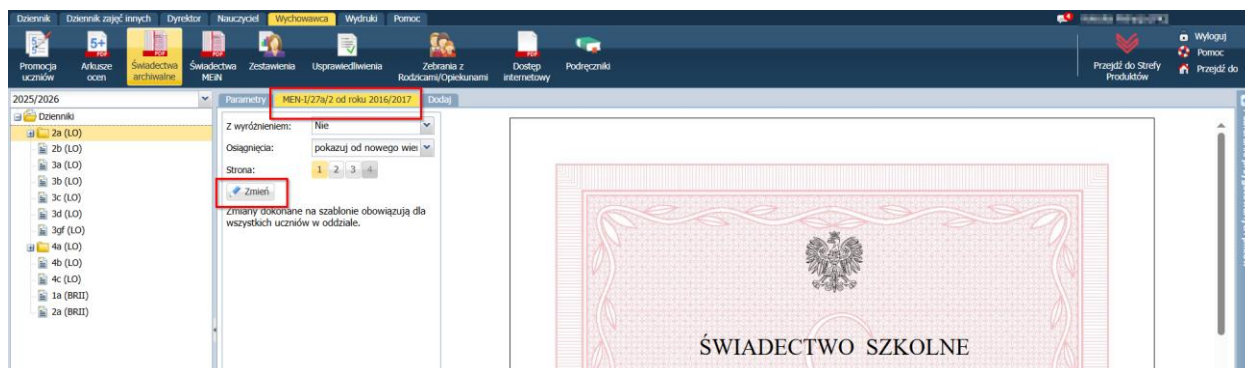 Dziennik Dziennik zajęć innych Dyrektor Nauczyciel Wychowawca Wydruki Pomoc
Promocja uczniów
Arkusze ocen
Świadectwa archiwalne
Świadectwa MEiN
Zestawienia
Usprawiedliwienia
Zebrania z Rodzicami/Opiekunami
Dostęp internetowy
Podręczniki
Przejdź do Strefy Produktów
Wyloguj
Pomoc
Przejdź do
2025/2026
Parametry MEN-I/27a/2 od roku 2016/2017 Dodaj
Dzienniki
2a (LO)
2b (LO)
3a (LO)
3b (LO)
3c (LO)
3d (LO)
3gf (LO)
4a (LO)
4b (LO)
4c (LO)
1a (BRII)
2a (BRII)
Z wyróżnieniem: Nie
Osiągnięcia: pokazuj od nowego wier
Strona: 1 2 3 4
Zmień
Zmiany dokonane na szablonie obowiązują dla
wszystkich uczniów w oddziale.
ŚWIADECTWO SZKOLNE